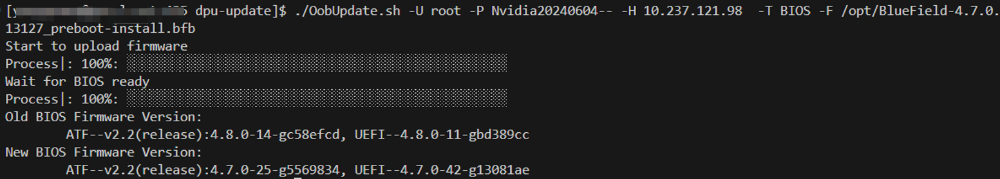 dpu-update]$ ./OobUpdate.sh -U root -P Nvidia20240604-- -H 10.237.121.98 -T BIOS -F /opt/BlueField-4.7.0.
13127_preboot-install.bfb
Start to upload firmware
Process|: 100%: ░░░░░░░░░░░░░░░░░░░░░░░░░░░░░░░░░░░░░░░░░░░░░░░░░░
Wait for BIOS ready
Process|: 100%: ░░░░░░░░░░░░░░░░░░░░░░░░░░░░░░░░░░░░░░░░░░░░░░░░░░
Old BIOS Firmware Version:
ATF--v2.2(release):4.8.0-14-gc58efcd, UEFI--4.8.0-11-gbd389cc
New BIOS Firmware Version:
ATF--v2.2(release):4.7.0-25-g5569834, UEFI--4.7.0-42-g13081ae